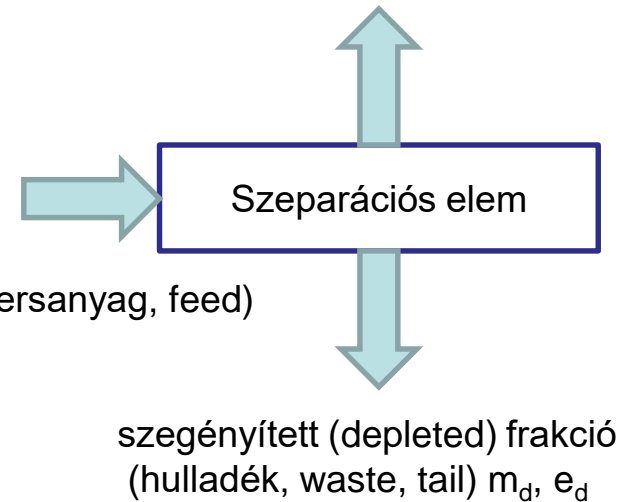 Szeparációs elem
ersanyag, feed)
szegényített (depleted) frakció
(hulladék, waste, tail) m_d, e_d